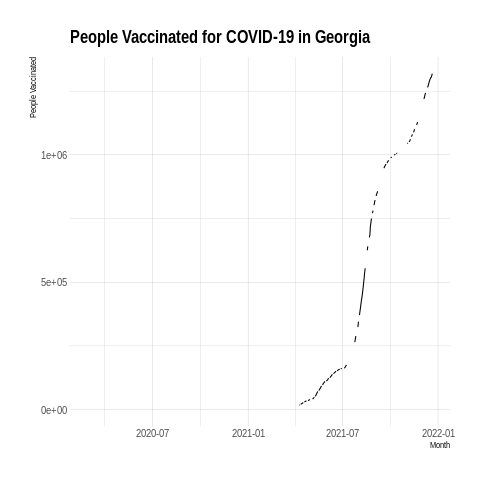 People Vaccinated for COVID-19 in Georgia
People Vaccinated
1e+06
5e+05
0e+00
2020-07 2021-01 2021-07 2022-01
Month